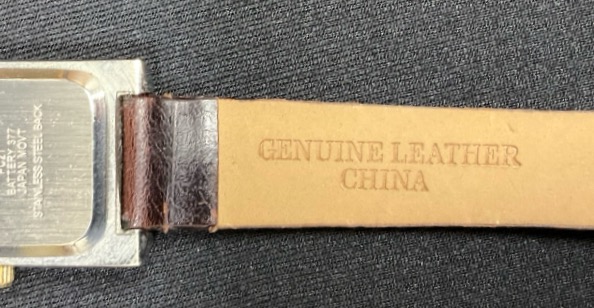 BATTERY 377
JAPAN MOVT
STAINLESS STEEL BACK
GENUINE LEATHER
CHINA